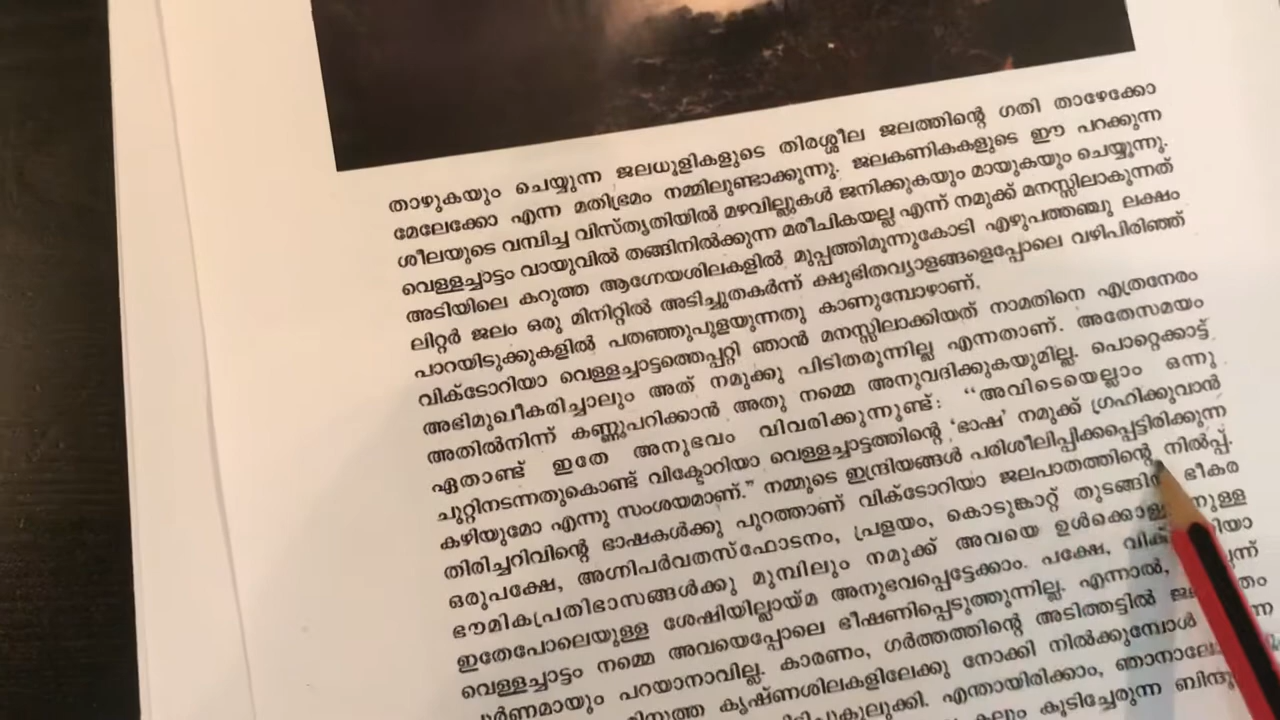 താഴുകയും ചെയ്യുന്ന ജലധൂളികളുടെ തിരശ്ശീല ജലത്തിന്റെ ഗതി താഴേക്കോ
മേലേക്കോ എന്ന മതിഭ്രമം നമ്മിലുണ്ടാക്കുന്നു. ജലകണികകളുടെ ഈ പറക്കുന്ന
ശീലയുടെ വമ്പിച്ച വിസ്തൃതിയിൽ മഴവില്ലുകൾ ജനിക്കുകയും മായുകയും ചെയ്യുന്നു.
വെള്ളച്ചാട്ടം വായുവിൽ തങ്ങിനിൽക്കുന്ന മരീചികയല്ല എന്ന് നമുക്ക് മനസ്സിലാകുന്നത്
അടിയിലെ കറുത്ത ആഗ്നേയശിലകളിൽ മുപ്പത്തിമൂന്നുകോടി എഴുപത്തഞ്ചു ലക്ഷം
ലിറ്റർ ജലം ഒരു മിനിറ്റിൽ അടിച്ചുതകർന്ന് ക്ഷുഭിതവ്യാളങ്ങളെപ്പോലെ വഴിപിരിഞ്ഞ്
പാറയിടുക്കുകളിൽ പതഞ്ഞുപുളയുന്നതു കാണുമ്പോഴാണ്.
വിക്ടോറിയാ വെള്ളച്ചാട്ടത്തെപ്പറ്റി ഞാൻ മനസ്സിലാക്കിയത് നാമതിനെ എത്രനേരം
അഭിമുഖീകരിച്ചാലും അത് നമുക്കു പിടിതരുന്നില്ല എന്നതാണ്. അതേസമയം
അതിൽനിന്ന് കണ്ണുപറിക്കാൻ അതു നമ്മെ അനുവദിക്കുകയുമില്ല. പൊറ്റെക്കാട്ട്
ഏതാണ്ട് ഇതേ അനുഭവം വിവരിക്കുന്നുണ്ട്: “അവിടെയെല്ലാം ഒന്നു
ചുറ്റിനടന്നതുകൊണ്ട് വിക്ടോറിയാ വെള്ളച്ചാട്ടത്തിന്റെ ‘ഭാഷ’ നമുക്ക് ഗ്രഹിക്കുവാൻ
കഴിയുമോ എന്നു സംശയമാണ്.” നമ്മുടെ ഇന്ദ്രിയങ്ങൾ പരിശീലിപ്പിക്കപ്പെട്ടിരിക്കുന്ന
തിരിച്ചറിവിന്റെ ഭാഷകൾക്കു പുറത്താണ് വിക്ടോറിയാ ജലപാതത്തിന്റെ നിൽപ്പ്.
ഒരുപക്ഷേ, അഗ്നിപർവതസ്ഫോടനം, പ്രളയം, കൊടുങ്കാറ്റ് തുടങ്ങിയ ഭീകര
ഭൗമികപ്രതിഭാസങ്ങൾക്കു മുമ്പിലും നമുക്ക് അവയെ
ഇതേപോലെയുള്ള ശേഷിയില്ലായ്മ അനുഭവപ്പെട്ടേക്കാം. പക്ഷേ,
വെള്ളച്ചാട്ടം നമ്മെ അവയെപ്പോലെ ഭീഷണിപ്പെടുത്തുന്നില്ല. എന്നാൽ,
പറയാനാവില്ല. കാരണം, ഗർത്തത്തിന്റെ അടിത്തട്ടിൽ
കൃഷ്ണശിലകളിലേക്കു നോക്കി നിൽക്കുമ്പോൾ
എന്തായിരിക്കാം,
കൂടിച്ചേരുന്ന